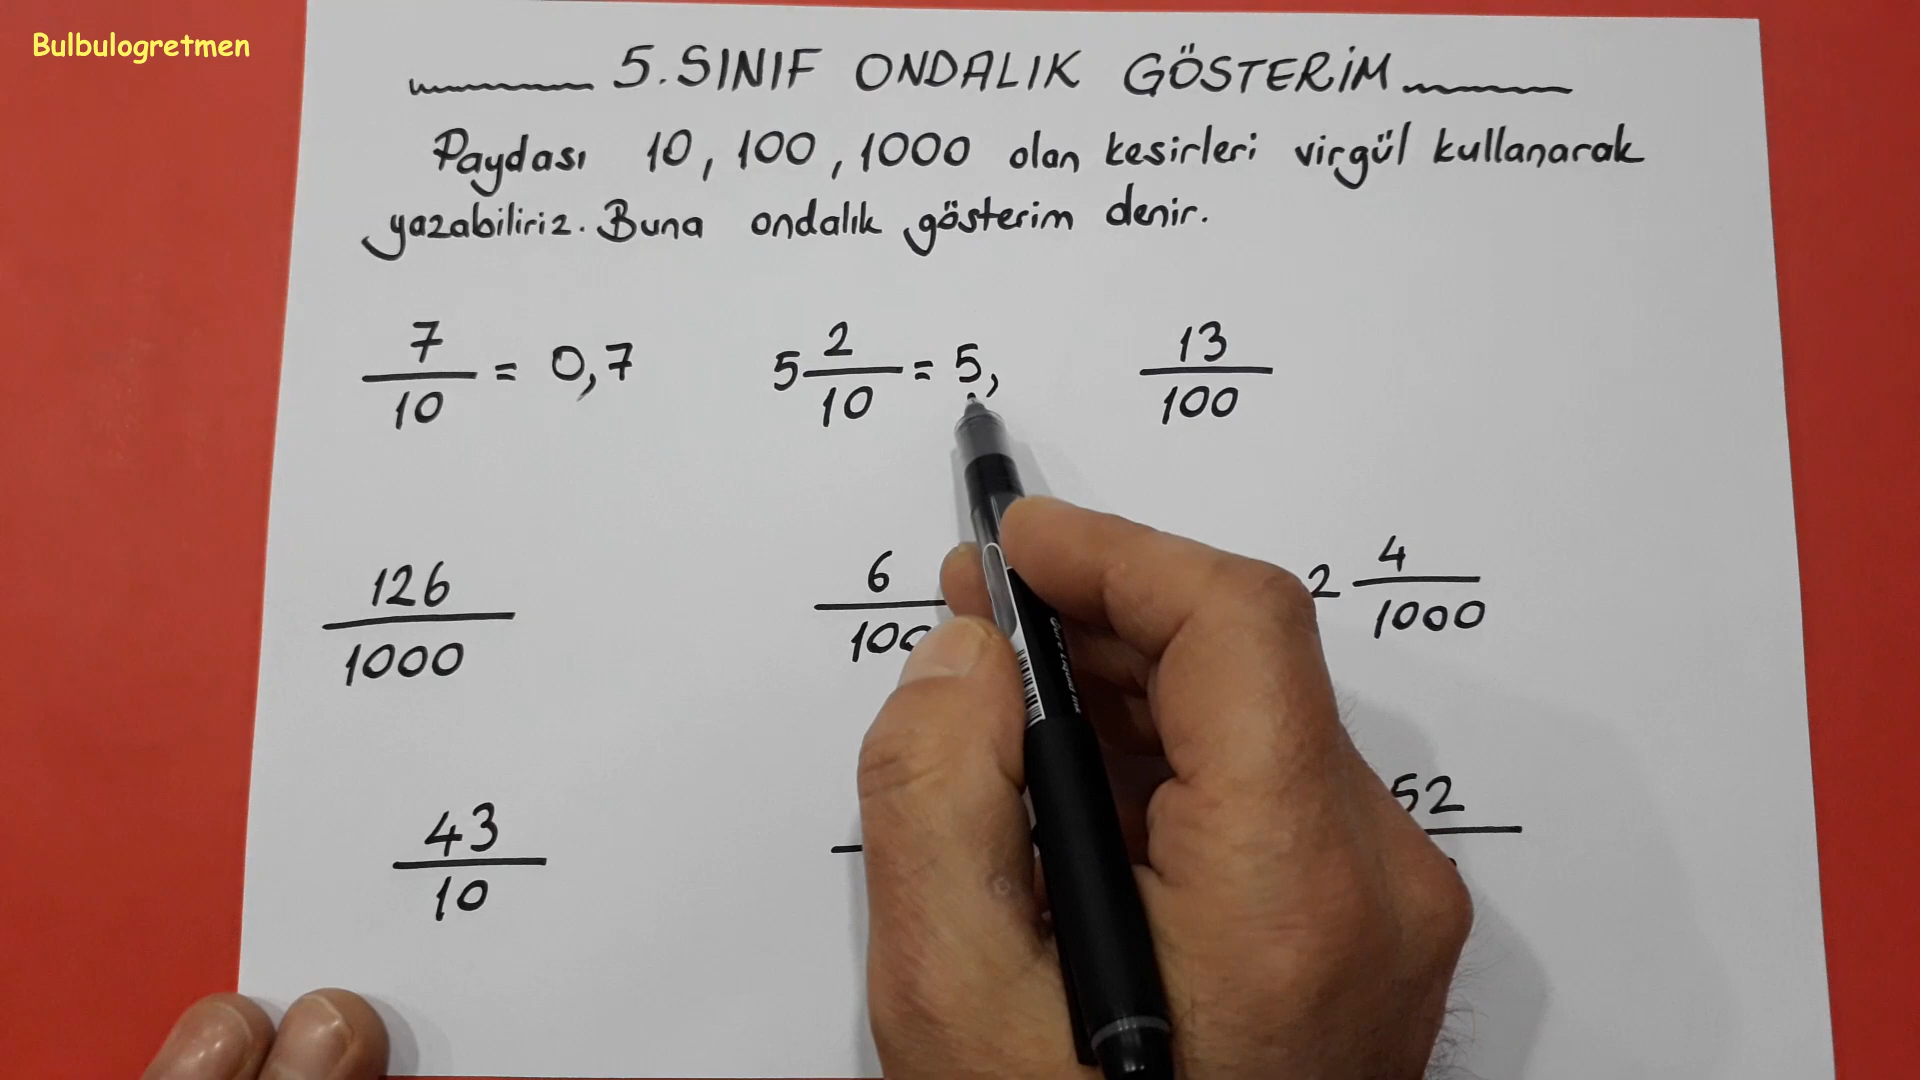 Bulbulogretmen
5. SINIF ONDALIK GÖSTERİM
Paydası 10, 100, 1000 olan kesirleri virgül kullanarak
yazabiliriz. Buna ondalık gösterim denir.
7/10 = 0,7
5 2/10 = 5,
13/100
126/1000
6
2 4/1000
43/10
52